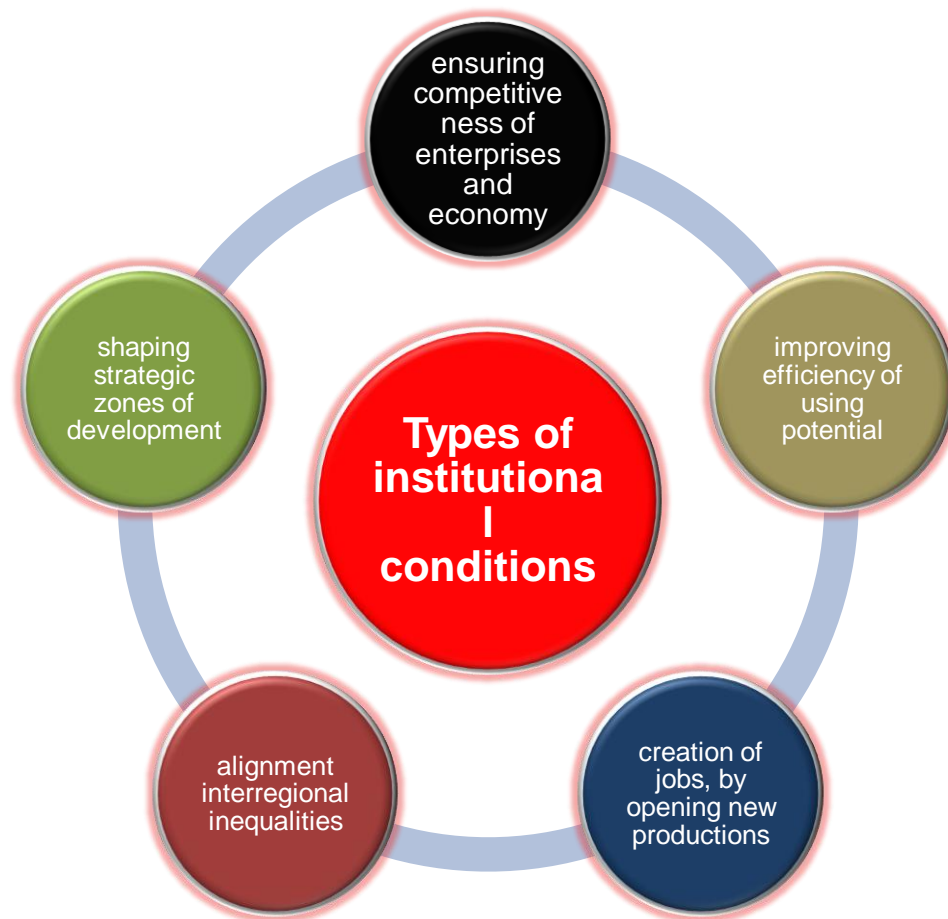 ensuring
competitive
ness of
enterprises
and
economy
improving
efficiency of
using
potential
creation of
jobs, by
opening new
productions
alignment
interregional
inequalities
shaping
strategic
zones of
development
Types of
institutiona
l
conditions